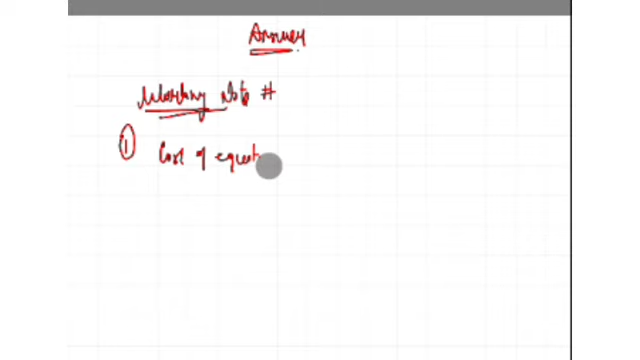 Answer
Working Note #
① Cost of equit